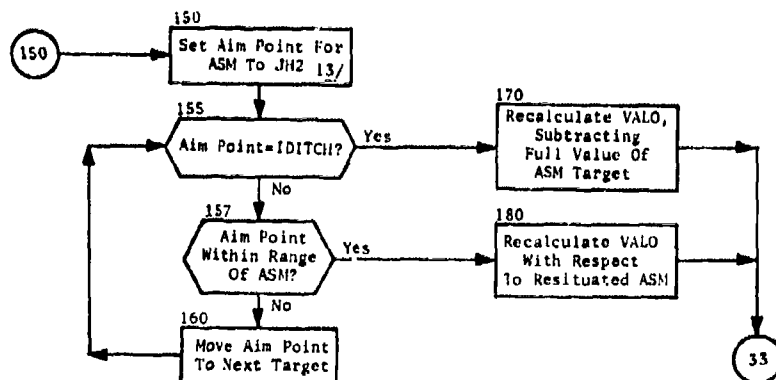 150
150
Set Aim Point For
ASM To JH2 13/
155
Aim Point=IDITCH?
Yes
170
Recalculate VALO,
Subtracting
Full Value Of
ASM Target
No
157
Aim Point
Within Range
Of ASM?
Yes
180
Recalculate VALO
With Respect
To Resituated ASM
No
160
Move Aim Point
To Next Target
33